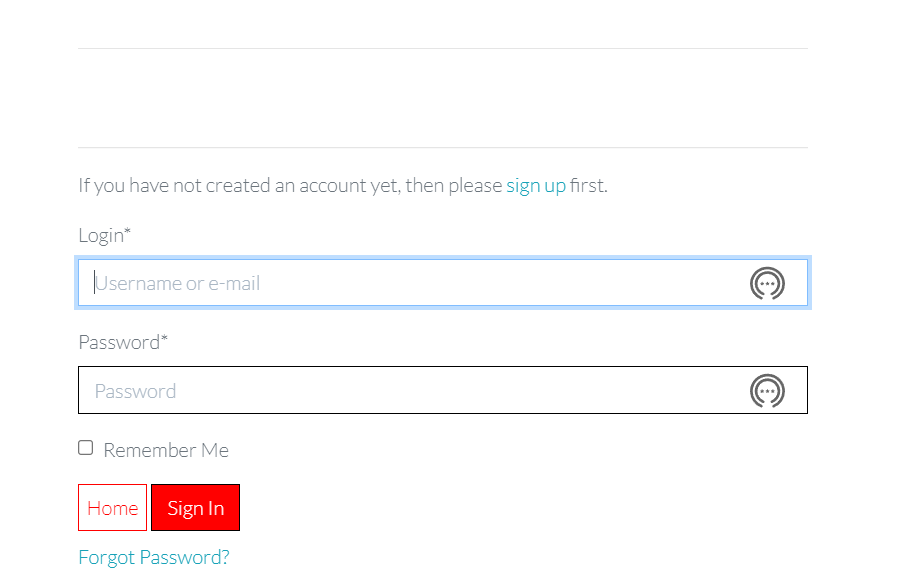 If you have not created an account yet, then please sign up first.
Login*
Username or e-mail
Password*
Password
Remember Me
Home Sign In
Forgot Password?